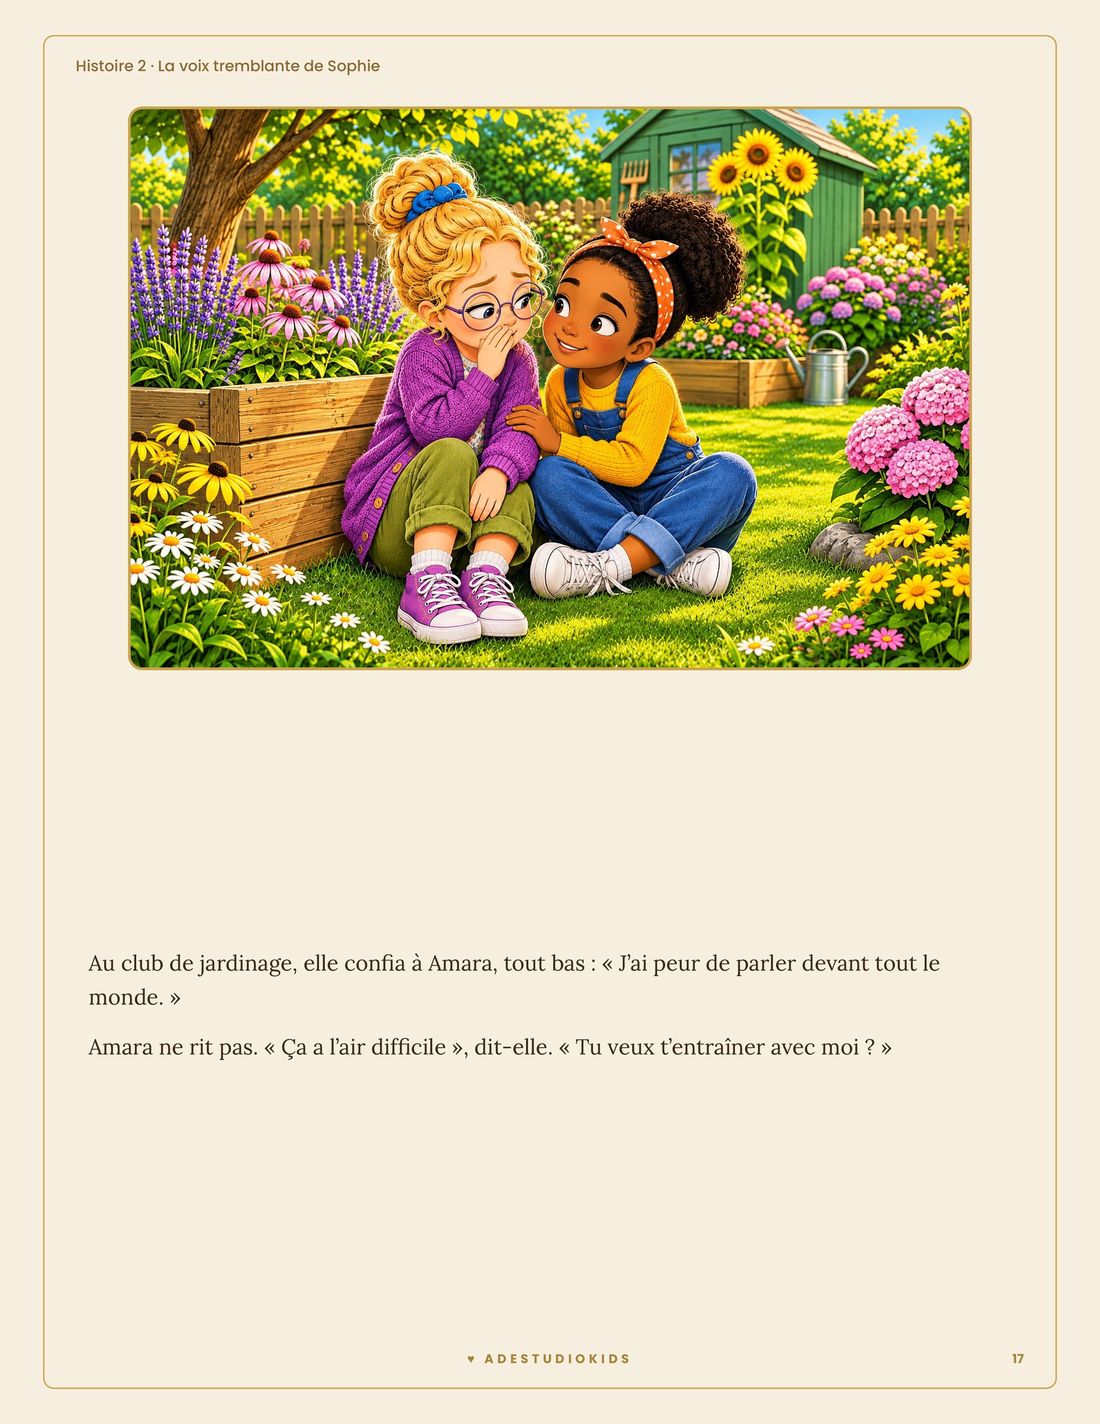 Histoire 2 · La voix tremblante de Sophie
Au club de jardinage, elle confia à Amara, tout bas : « J’ai peur de parler devant tout le
monde. »
Amara ne rit pas. « Ça a l’air difficile », dit-elle. « Tu veux t’entraîner avec moi ? »
♥ ADESTUDIOKIDS
17